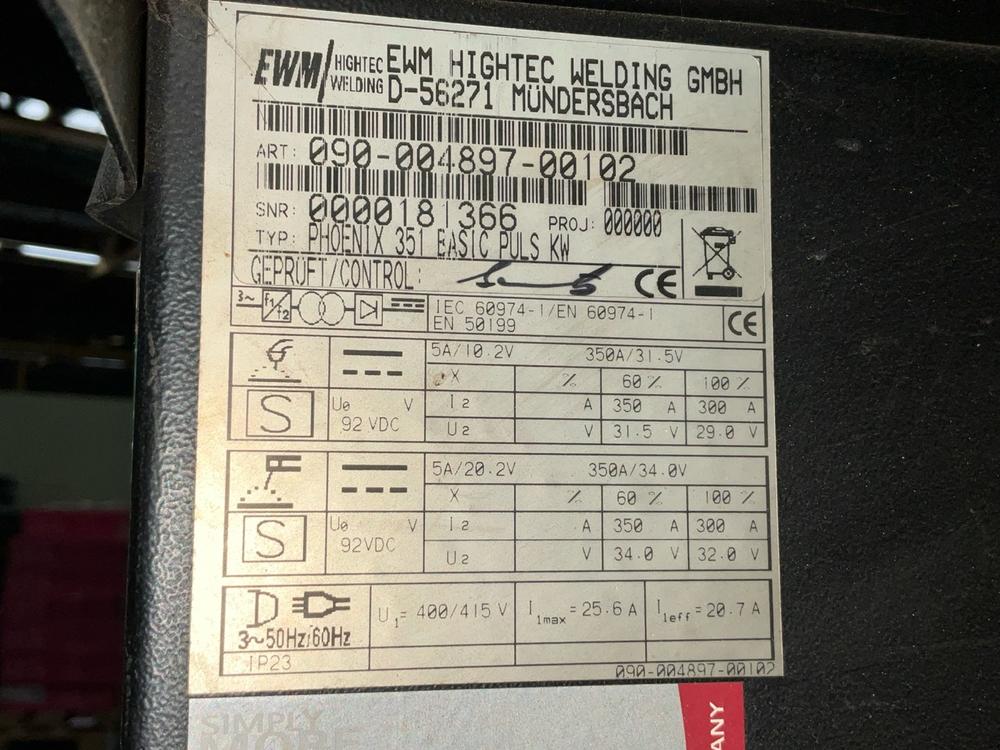 EWM HIGHTEC WELDING EWM HIGHTEC WELDING GMBH
D-56271 MÜNDERSBACH
ART: 090-004897-00102
SNR: 0000181366 PROJ: 000000
TYP: PHOENIX 351 BASIC PULS KW
GEPRÜFT/CONTROL: CE
3~ f1/f2 IEC 60974-1/EN 60974-1
EN 50199 CE
5A/10.2V 350A/31.5V
X % 60 % 100 %
S U0 V I2 A 350 A 300 A
92 VDC U2 V 31.5 V 29.0 V
5A/20.2V 350A/34.0V
X % 60 % 100 %
S U0 V I2 A 350 A 300 A
92VDC U2 V 34.0 V 32.0 V
U1= 400/415 V I1max=25.6 A I1eff=20.7 A
3~50Hz/60Hz
IP23 090-004897-00102
SIMPLY
MORE
ANY